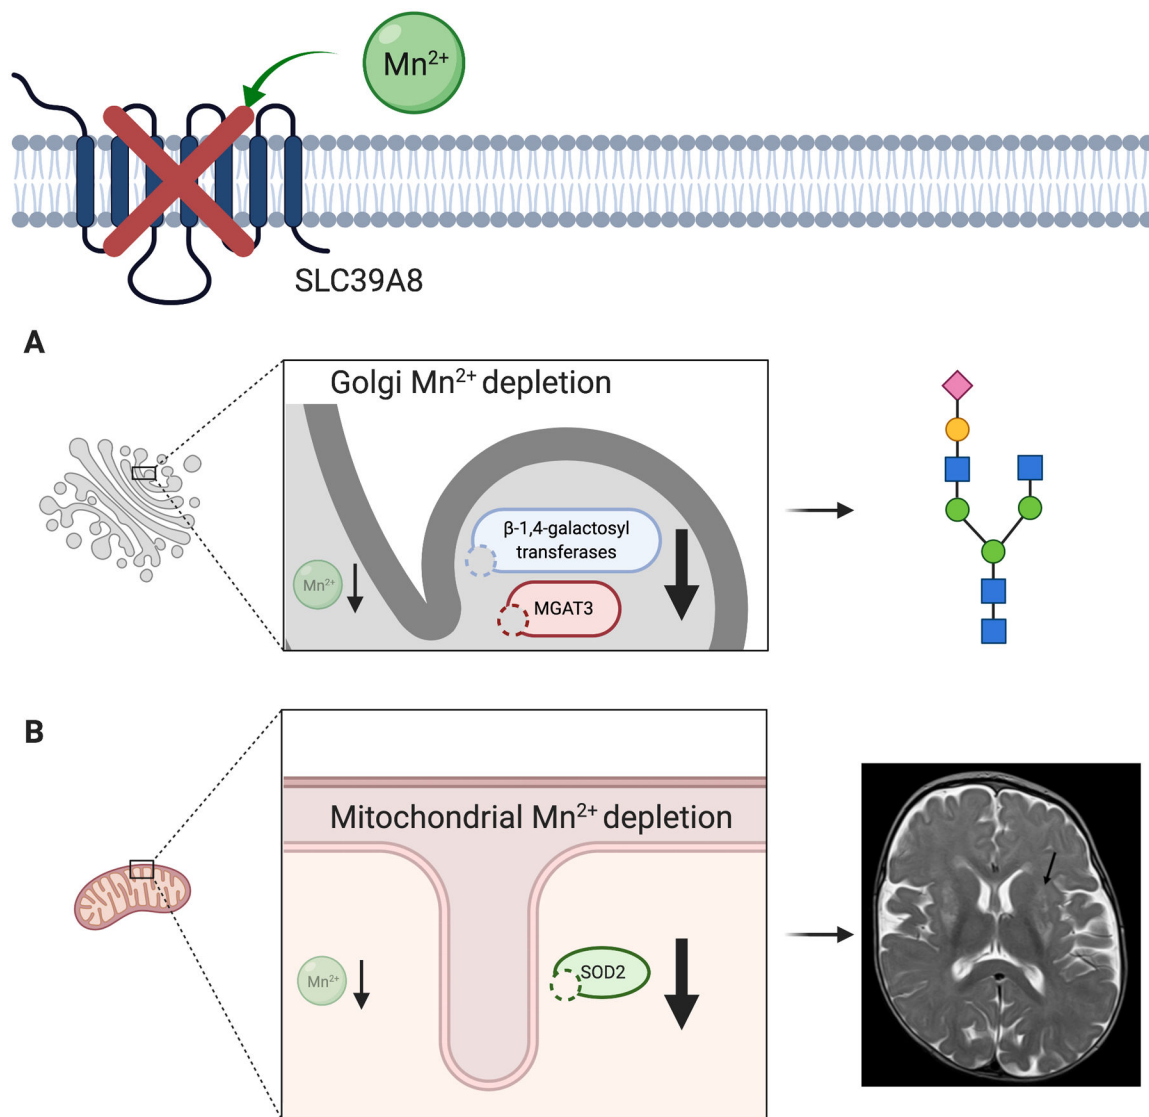 Mn²⁺
SLC39A8
A
Golgi Mn²⁺ depletion
β-1,4-galactosyl
transferases
Mn²⁺
MGAT3
B
Mitochondrial Mn²⁺ depletion
Mn²⁺
SOD2